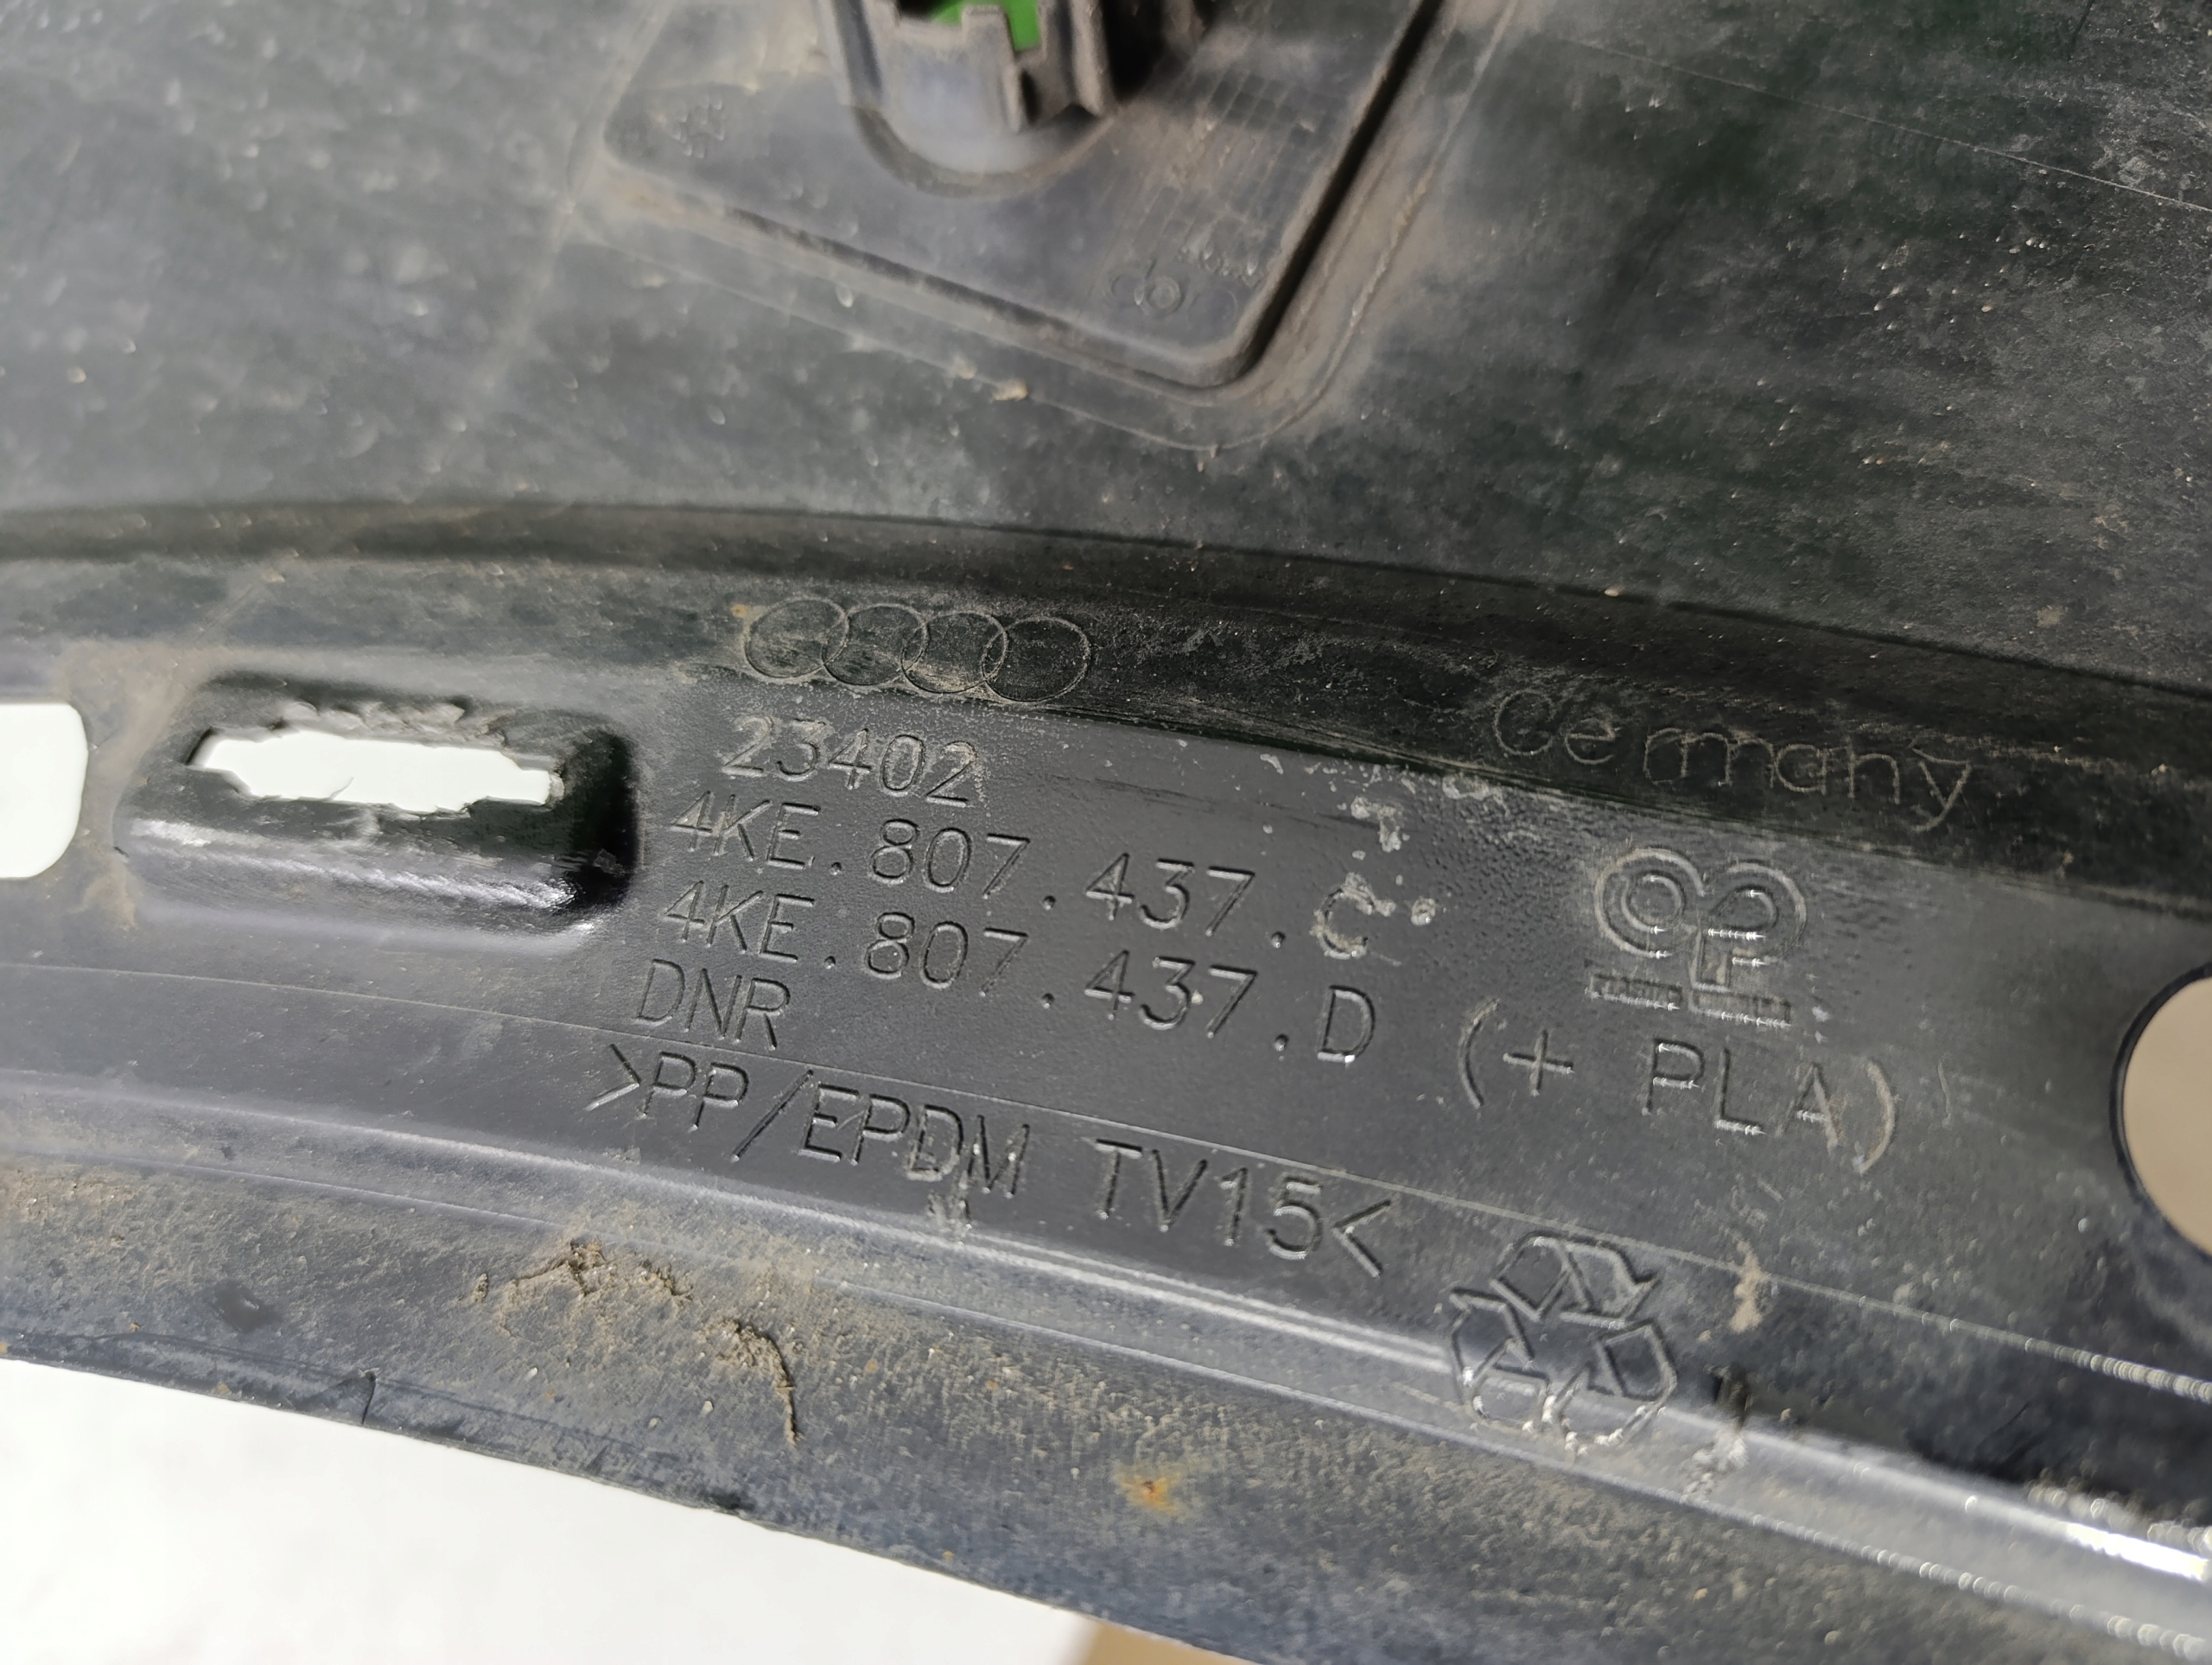 Germany
23402
4KE.807.437.C
4KE.807.437.D (+ PLA)
DNR
>PP/EPDM TV15<